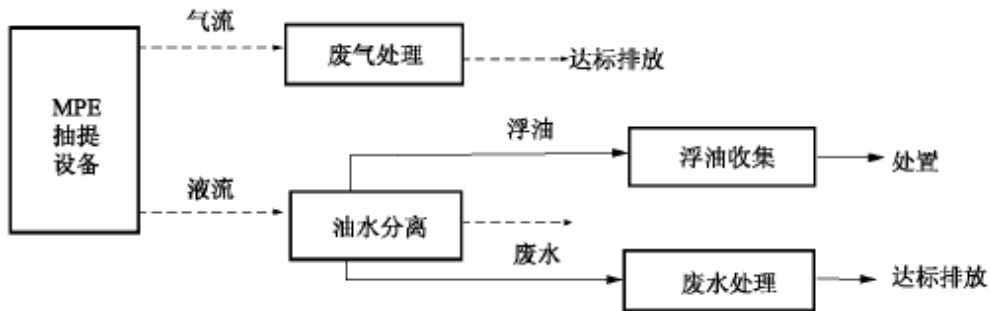 气流
废气处理
达标排放
MPE
抽提
设备
浮油
浮油收集
处置
液流
油水分离
废水
废水处理
达标排放